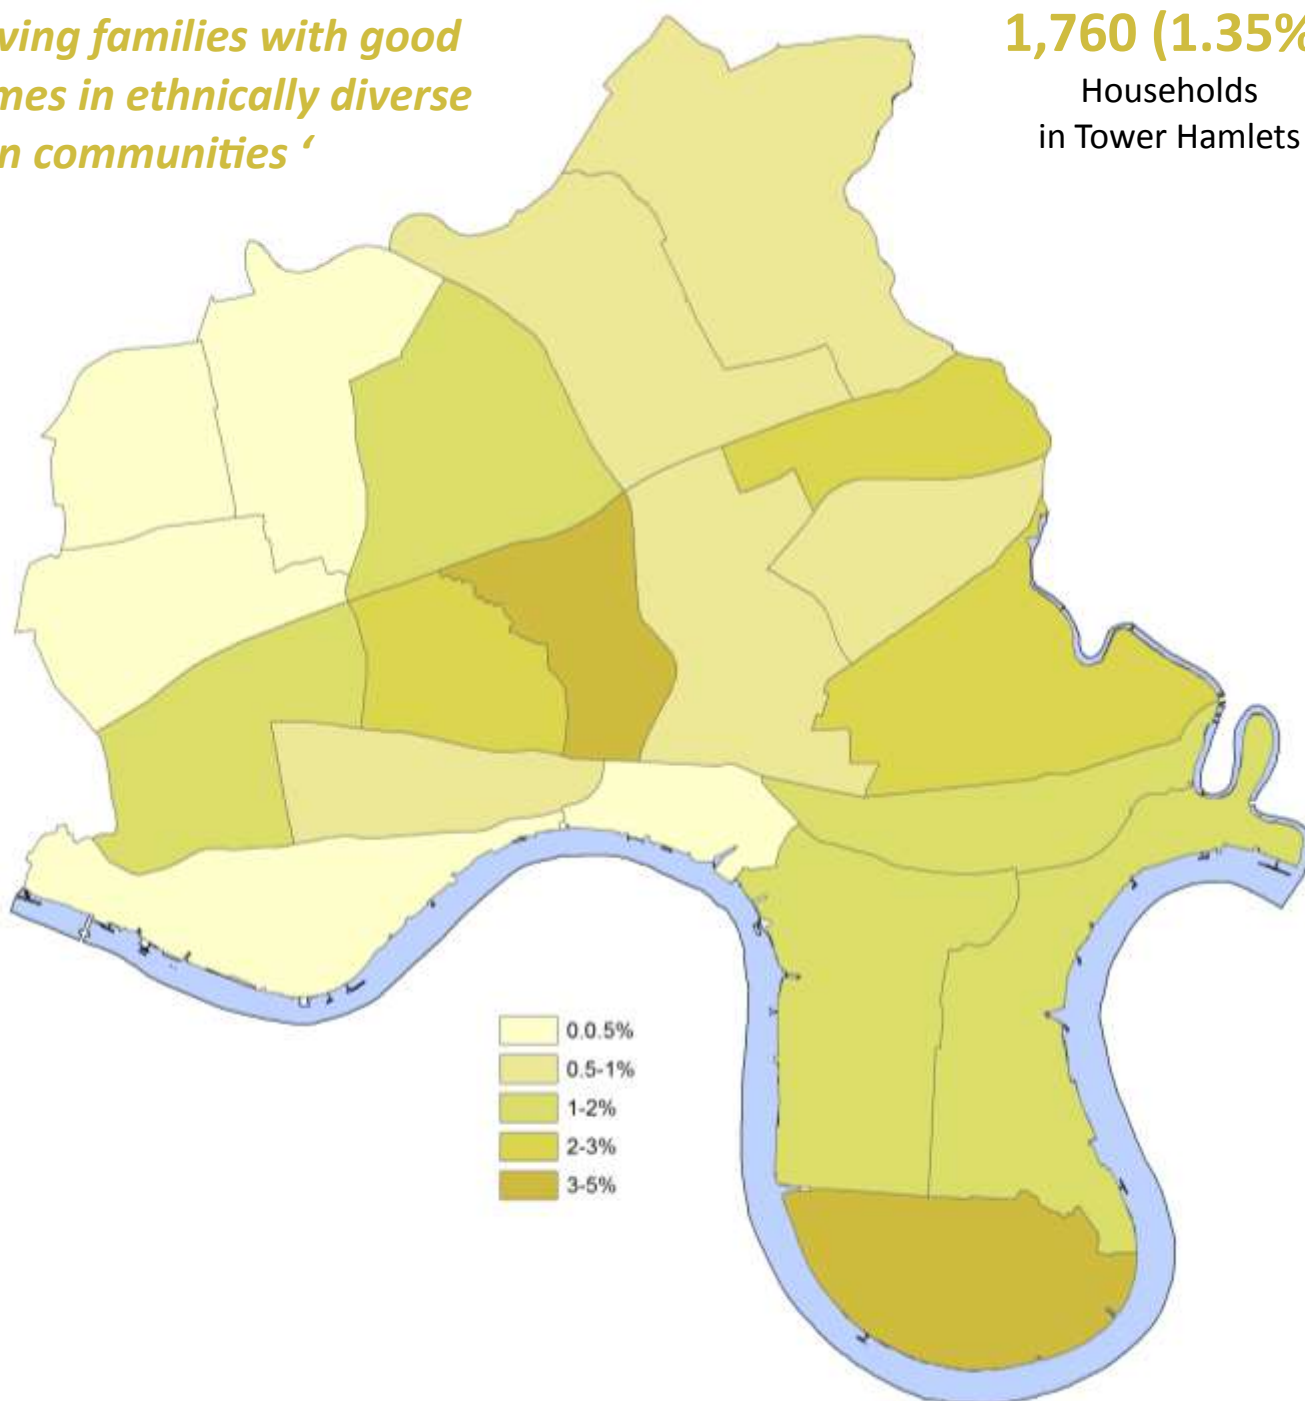 ving families with good
mes in ethnically diverse
n communities ‘
1,760 (1.35%
Households
in Tower Hamlets
0.0.5%
0.5-1%
1-2%
2-3%
3-5%